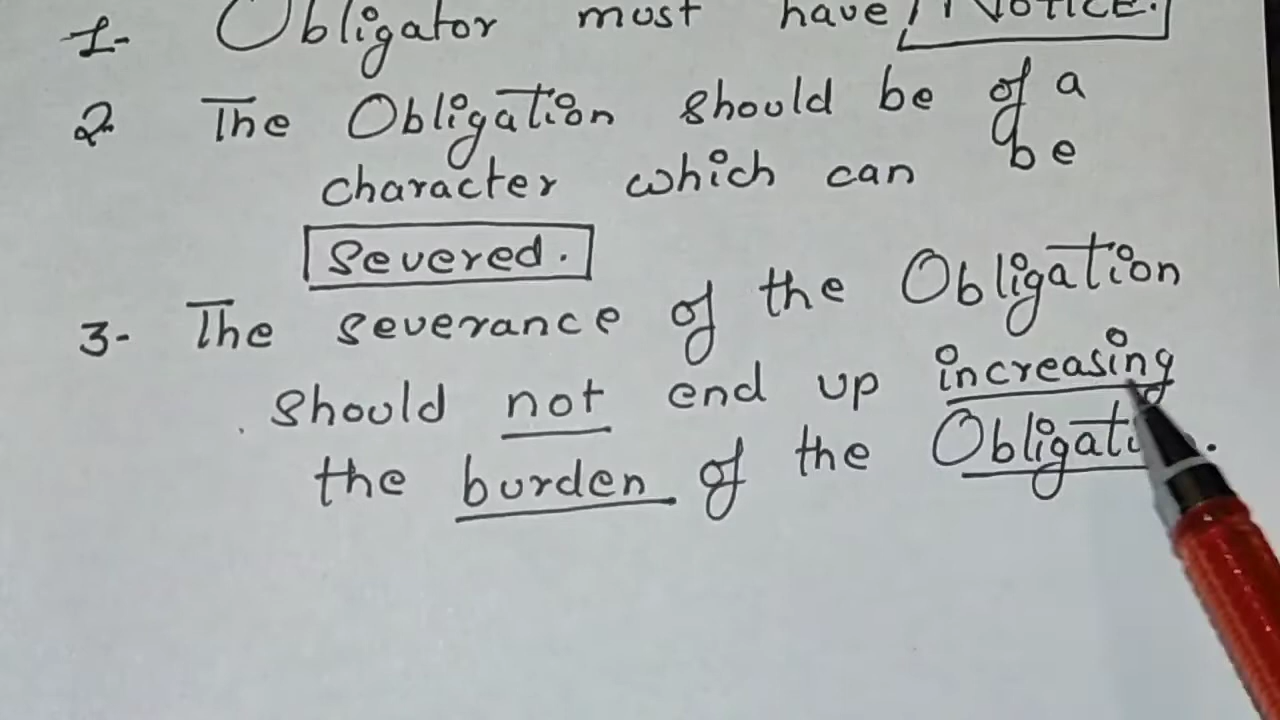 1- Obligator must have NOTICE.
2 The Obligation should be of a
character which can be
Severed.
3- The severance of the Obligation
should not end up increasing
the burden of the